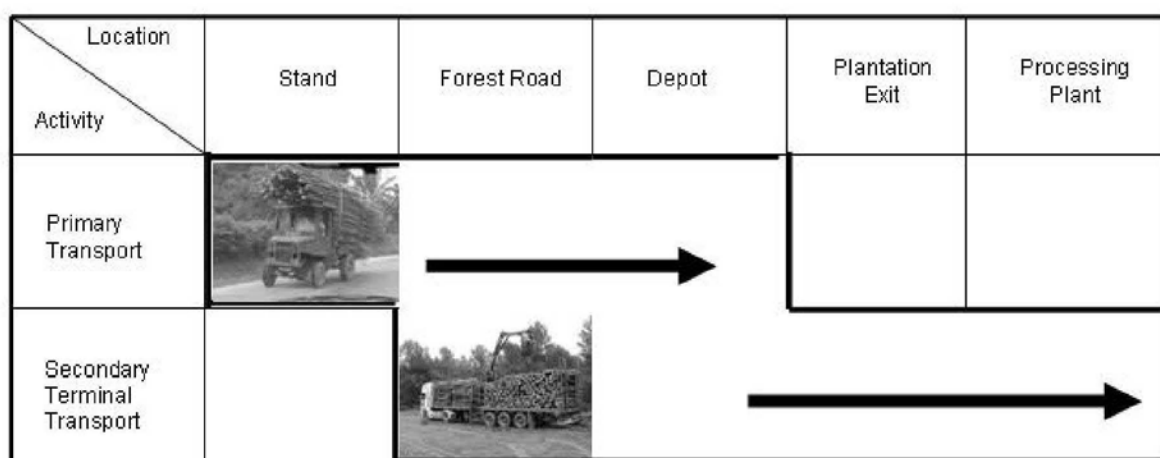 Location
Activity
Stand
Forest Road
Depot
Plantation
Exit
Processing
Plant
Primary
Transport
Secondary
Terminal
Transport